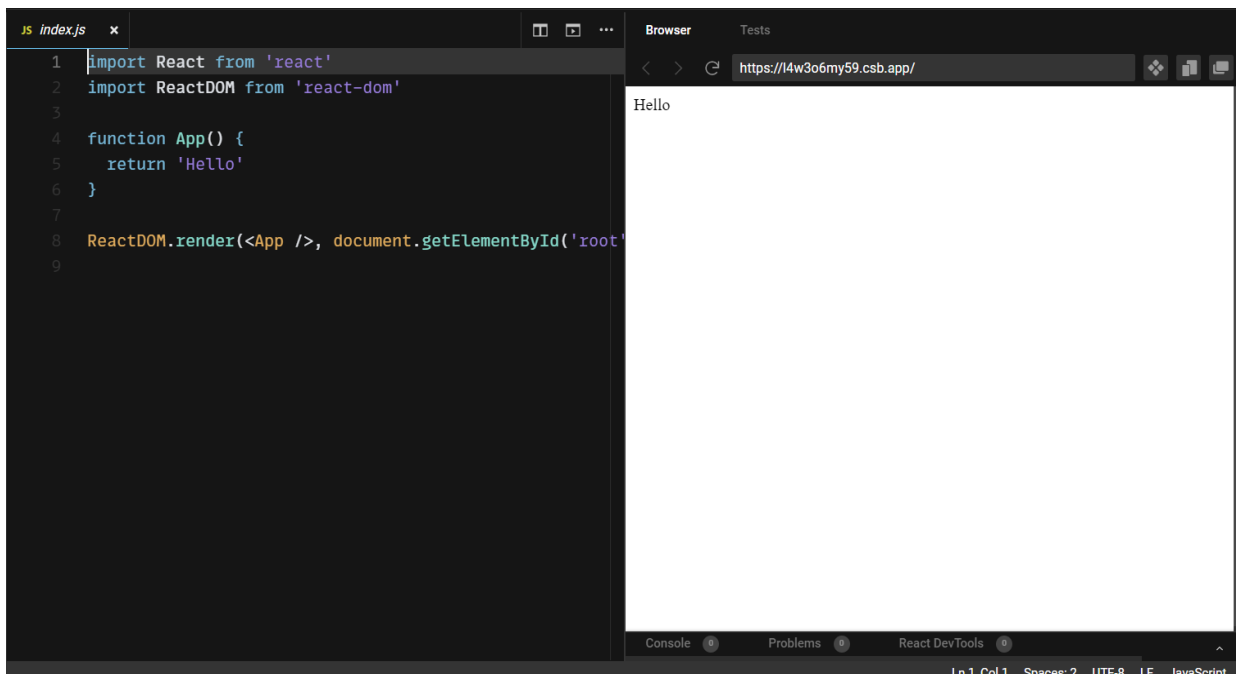 JS index.js ×
1 import React from 'react'
2 import ReactDOM from 'react-dom'
3
4 function App() {
5   return 'Hello'
6 }
7
8 ReactDOM.render(<App />, document.getElementById('root'
9
Browser Tests
https://l4w3o6my59.csb.app/
Hello
Console 0 Problems 0 React DevTools 0
Ln 1, Col 1 Spaces: 2 UTF-8 LF JavaScript